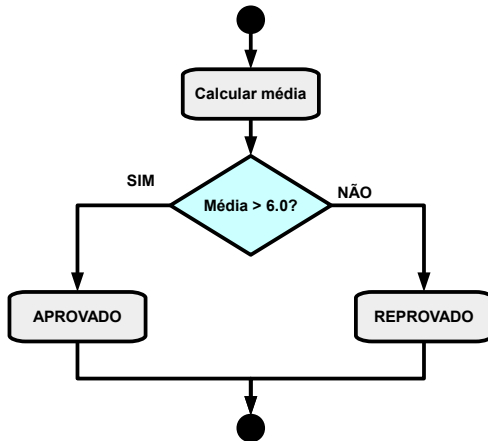 Calcular média
SIM
Média > 6.0?
NÃO
APROVADO
REPROVADO